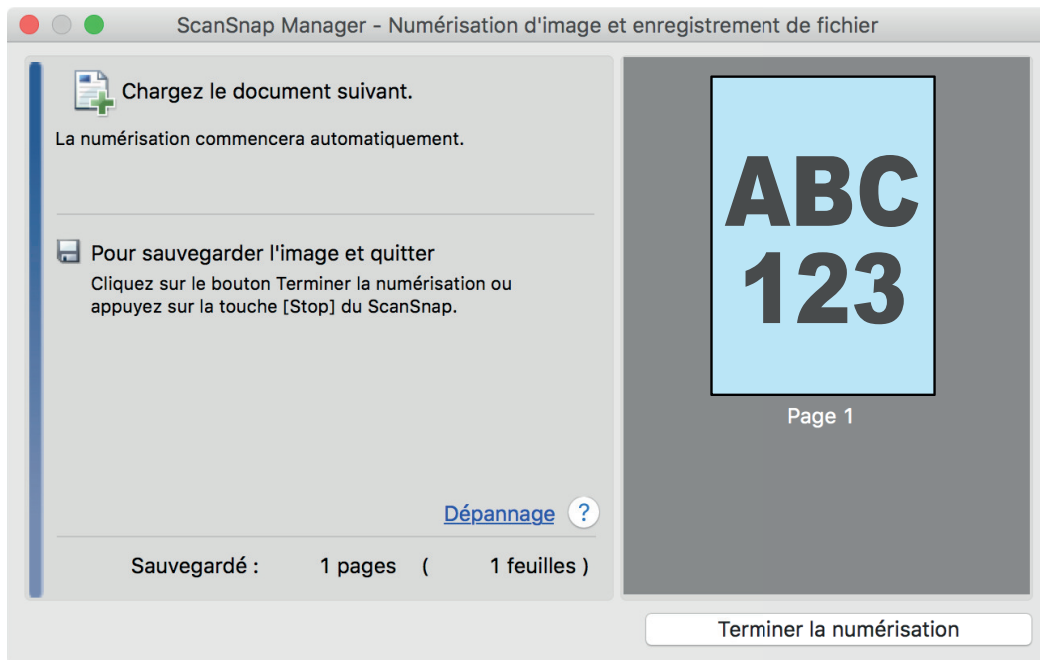 ScanSnap Manager - Numérisation d'image et enregistrement de fichier
Chargez le document suivant.
La numérisation commencera automatiquement.
Pour sauvegarder l'image et quitter
Cliquez sur le bouton Terminer la numérisation ou
appuyez sur la touche [Stop] du ScanSnap.
Dépannage ?
Sauvegardé : 1 pages ( 1 feuilles )
ABC
123
Page 1
Terminer la numérisation